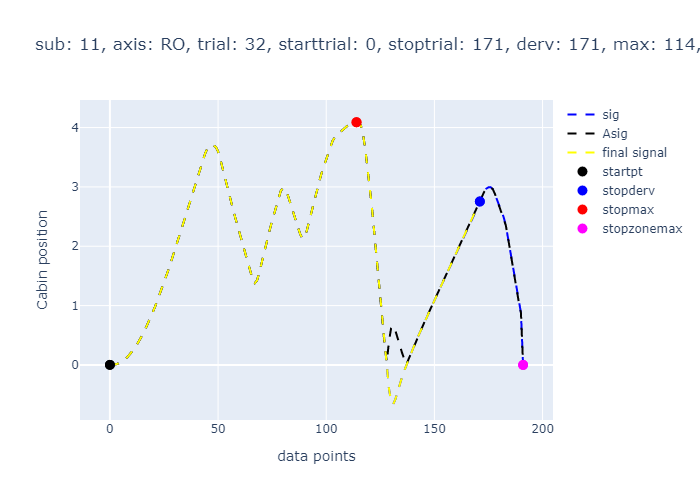 sub: 11, axis: RO, trial: 32, starttrial: 0, stoptrial: 171, derv: 171, max: 114,
sig
Asig
final signal
startpt
stopderv
stopmax
stopzonemax
Cabin position
4
3
2
1
0
0
50
100
150
200
data points